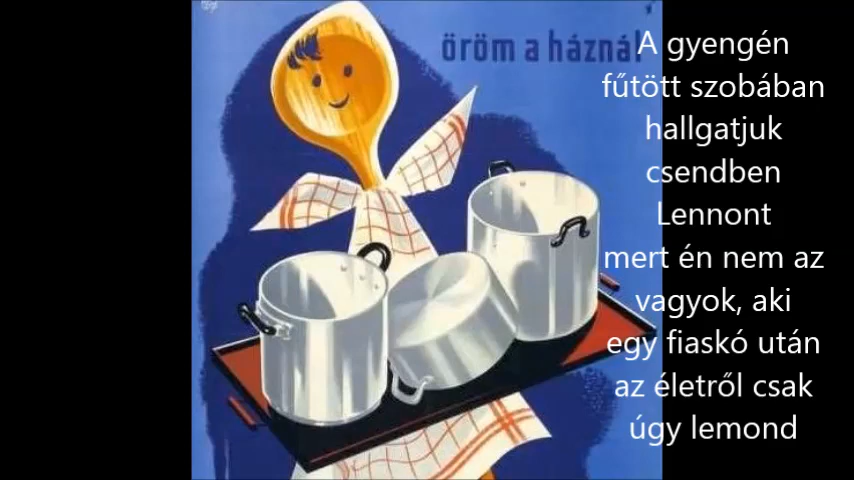 öröm a háznál
A gyengén
fűtött szobában
hallgatjuk
csendben
Lennont
mert én nem az
vagyok, aki
egy fiaskó után
az életről csak
úgy lemond